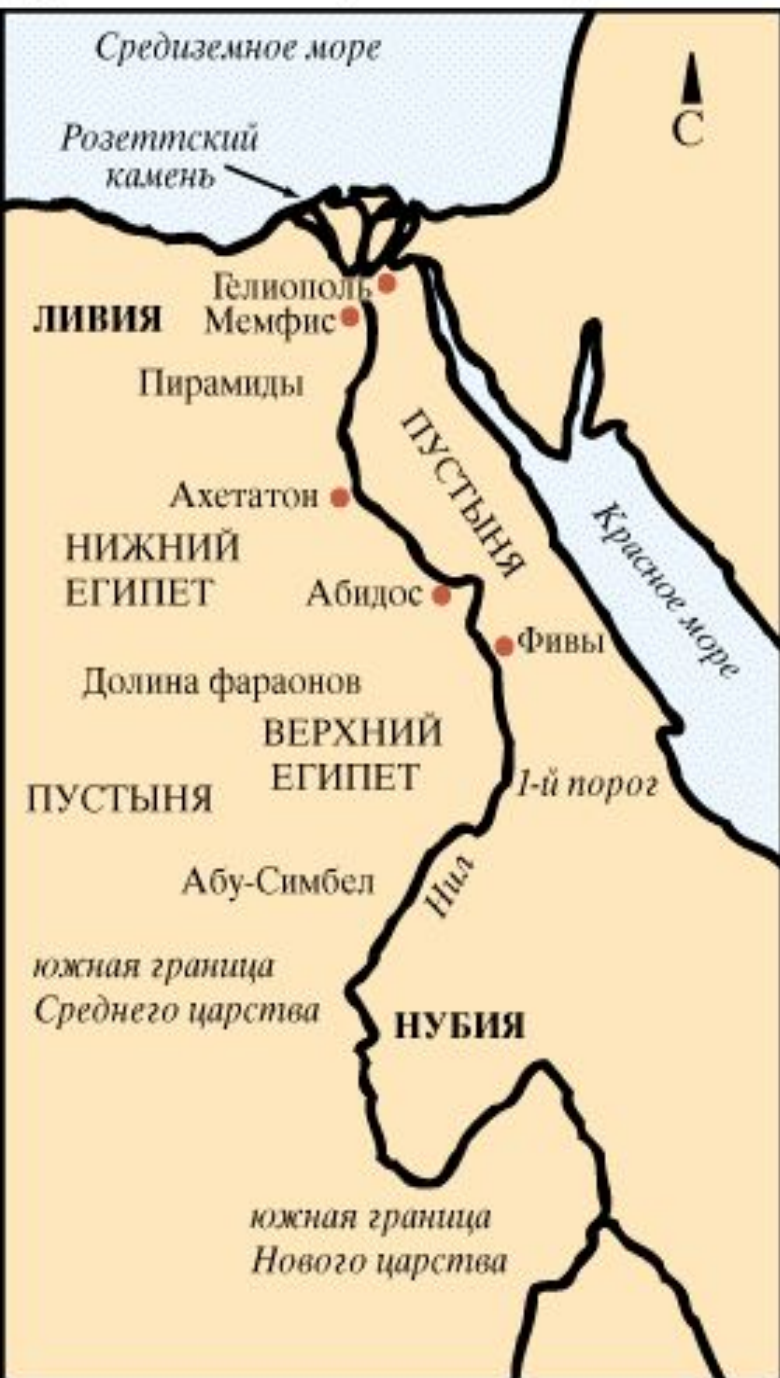 Средиземное море
С
Розеттский
камень
Гелиополь
ЛИВИЯ
Мемфис
Пирамиды
ПУСТЫНЯ
Ахетатон
Красное море
НИЖНИЙ
ЕГИПЕТ
Абидос
Фивы
Долина фараонов
ВЕРХНИЙ
ЕГИПЕТ
1-й порог
ПУСТЫНЯ
Абу-Симбел
Нил
южная граница
Среднего царства
НУБИЯ
южная граница
Нового царства